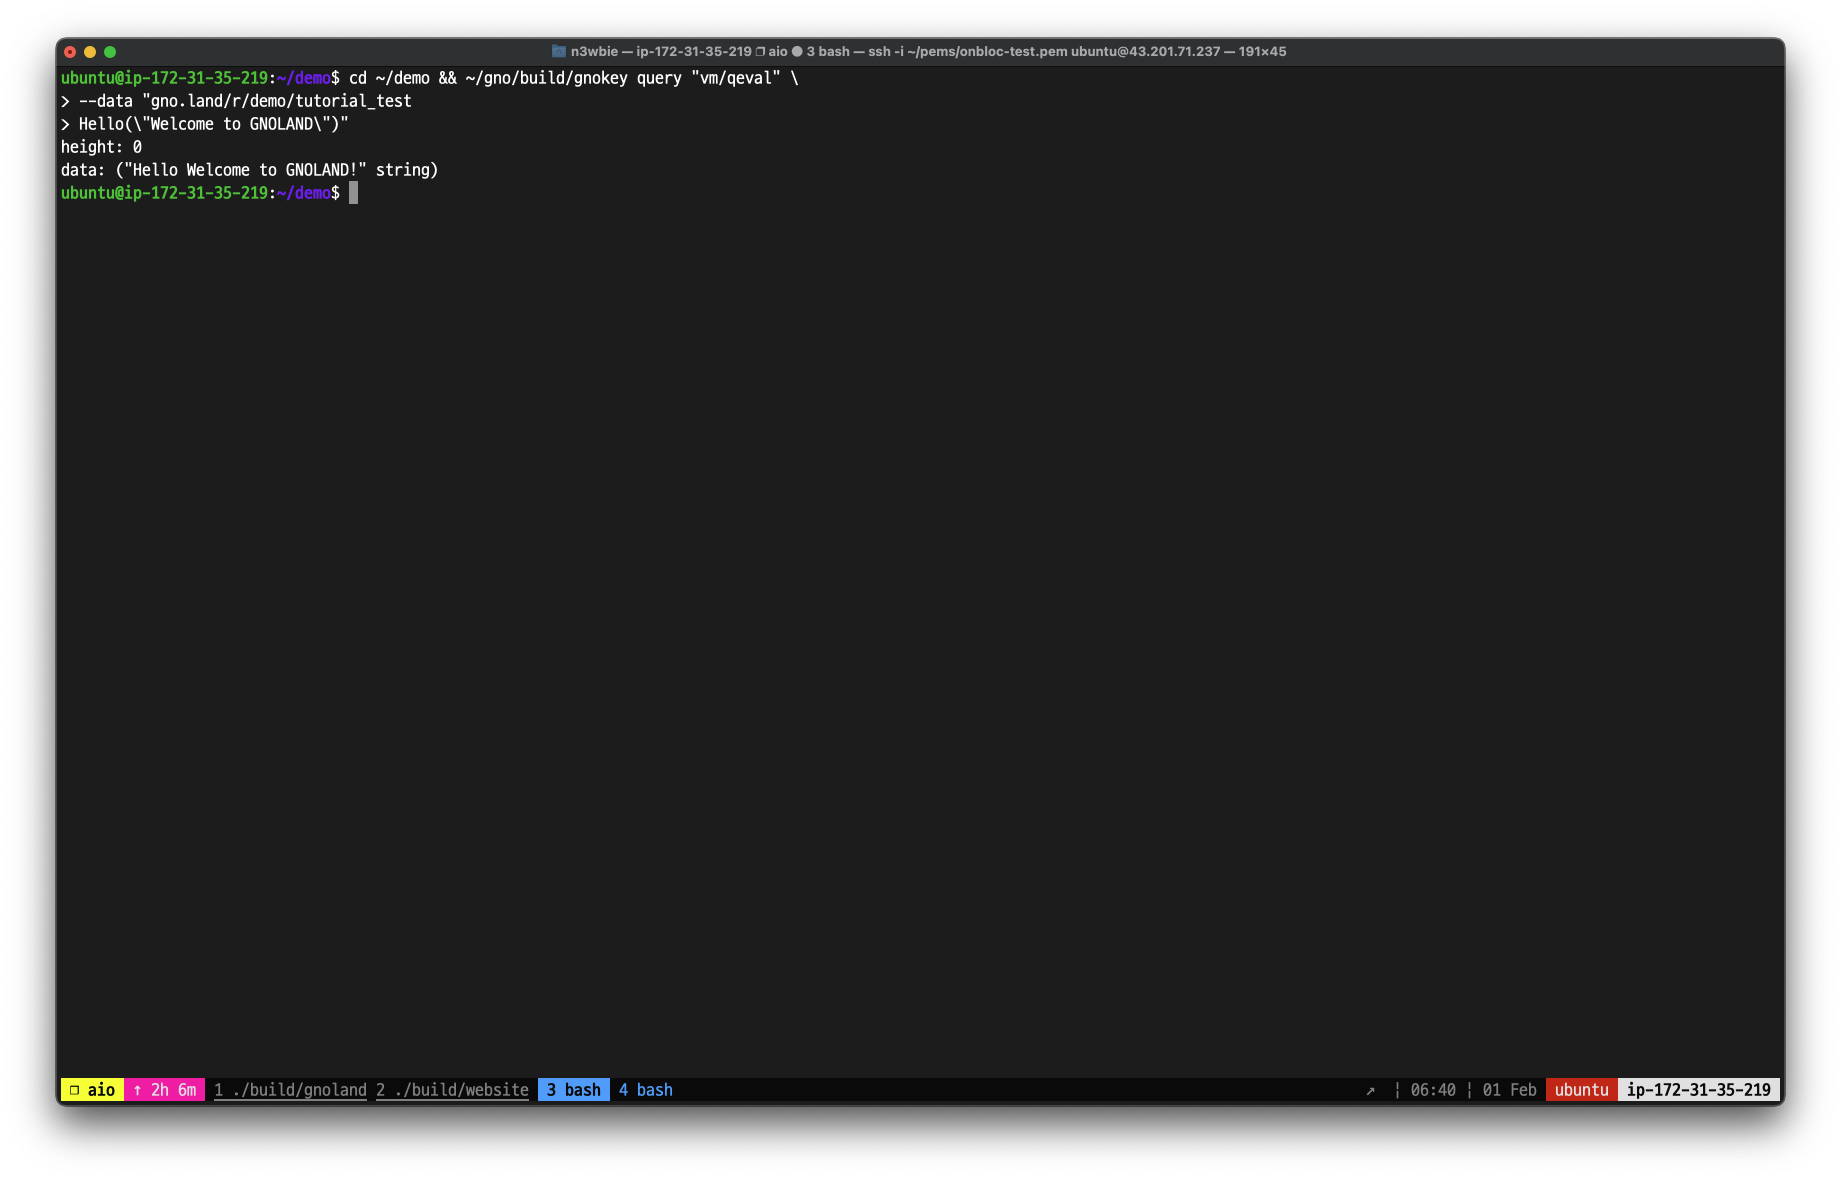 n3wbie — ip-172-31-35-219 ❐ aio ● 3 bash — ssh -i ~/pems/onbloc-test.pem ubuntu@43.201.71.237 — 191×45
ubuntu@ip-172-31-35-219:~/demo$ cd ~/demo && ~/gno/build/gnokey query "vm/qeval" \
> --data "gno.land/r/demo/tutorial_test
> Hello(\"Welcome to GNOLAND\")"
height: 0
data: ("Hello Welcome to GNOLAND!" string)
ubuntu@ip-172-31-35-219:~/demo$
❐ aio ↑ 2h 6m 1 ./build/gnoland 2 ./build/website 3 bash 4 bash ↗ ¦ 06:40 ¦ 01 Feb ubuntu ip-172-31-35-219